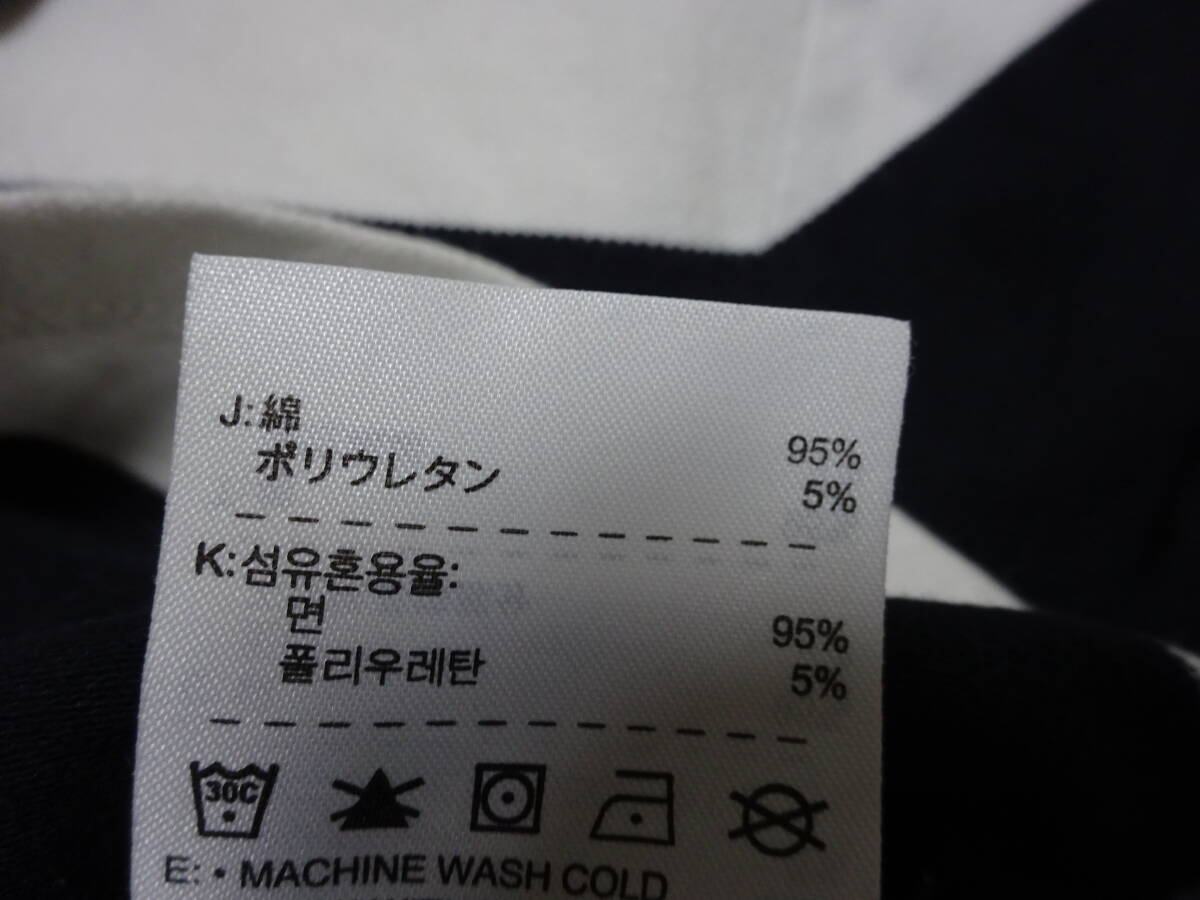 J:綿 95%
ポリウレタン 5%
K:섬유혼용율:
면 95%
폴리우레탄 5%
30C
E: • MACHINE WASH COLD